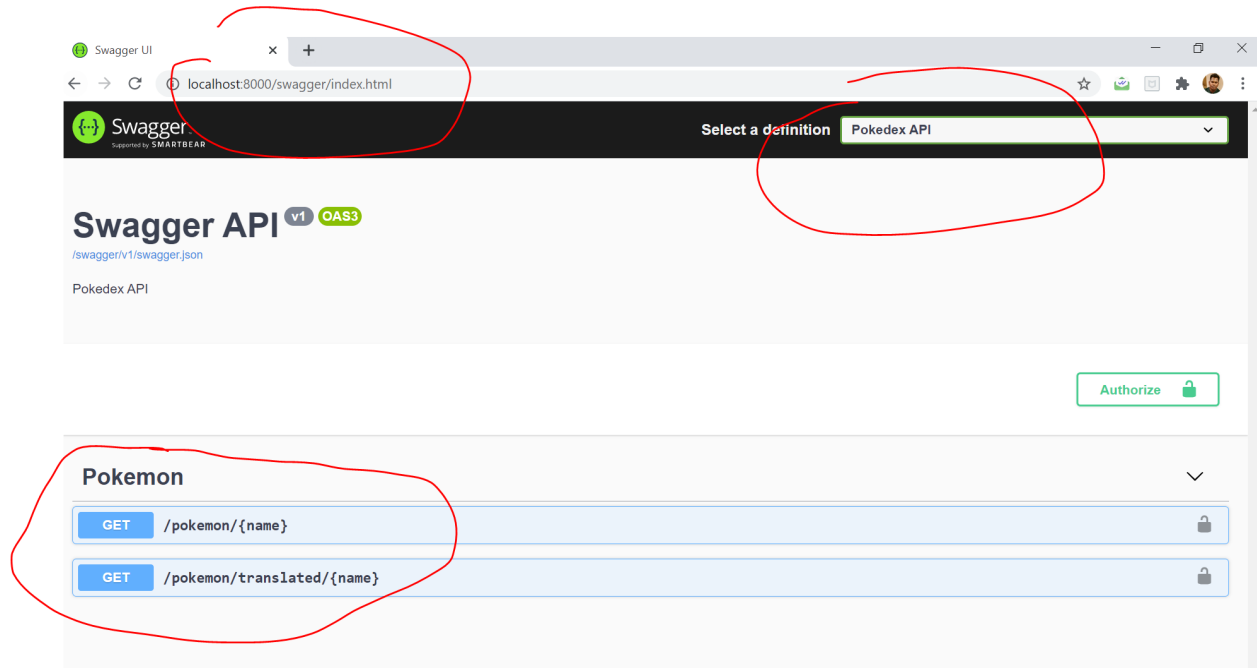 Swagger UI
localhost:8000/swagger/index.html
{··} Swagger.
Supported by SMARTBEAR
Select a definition Pokedex API
Swagger API v1 OAS3
/swagger/v1/swagger.json
Pokedex API
Authorize
Pokemon
GET /pokemon/{name}
GET /pokemon/translated/{name}